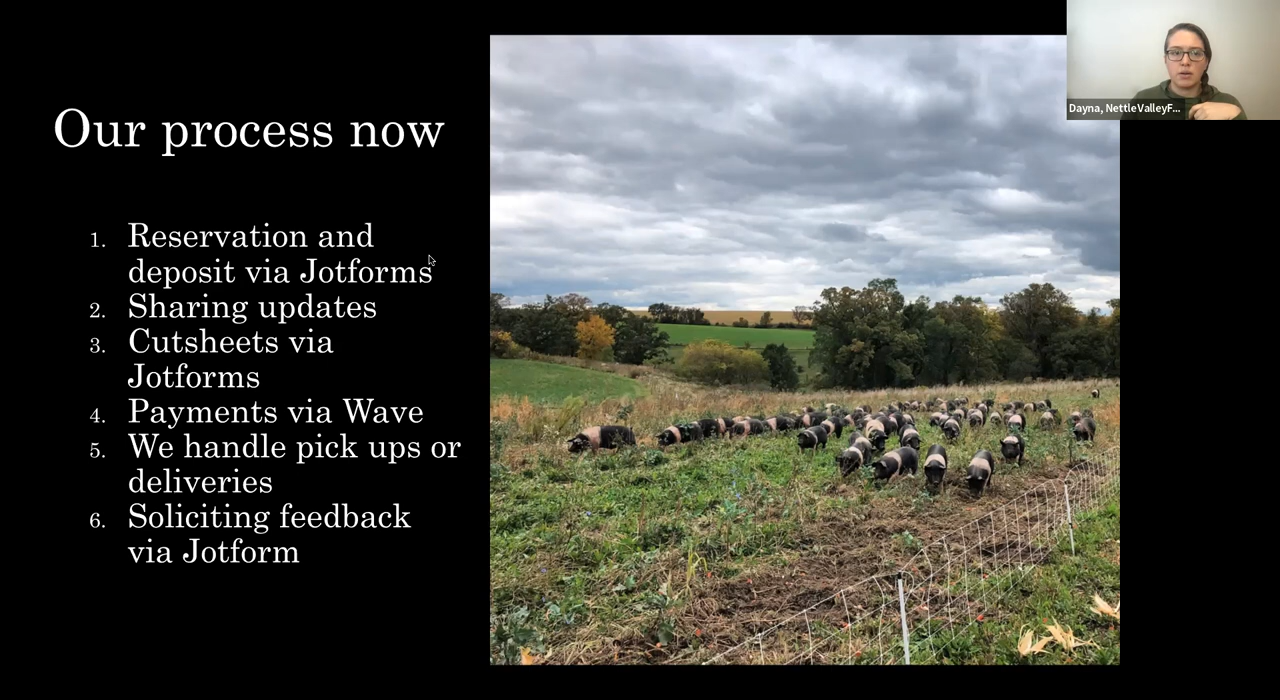 Our process now
1. Reservation and
deposit via Jotforms
2. Sharing updates
3. Cutsheets via
Jotforms
4. Payments via Wave
5. We handle pick ups or
deliveries
6. Soliciting feedback
via Jotform
Dayna, NettleValleyF...